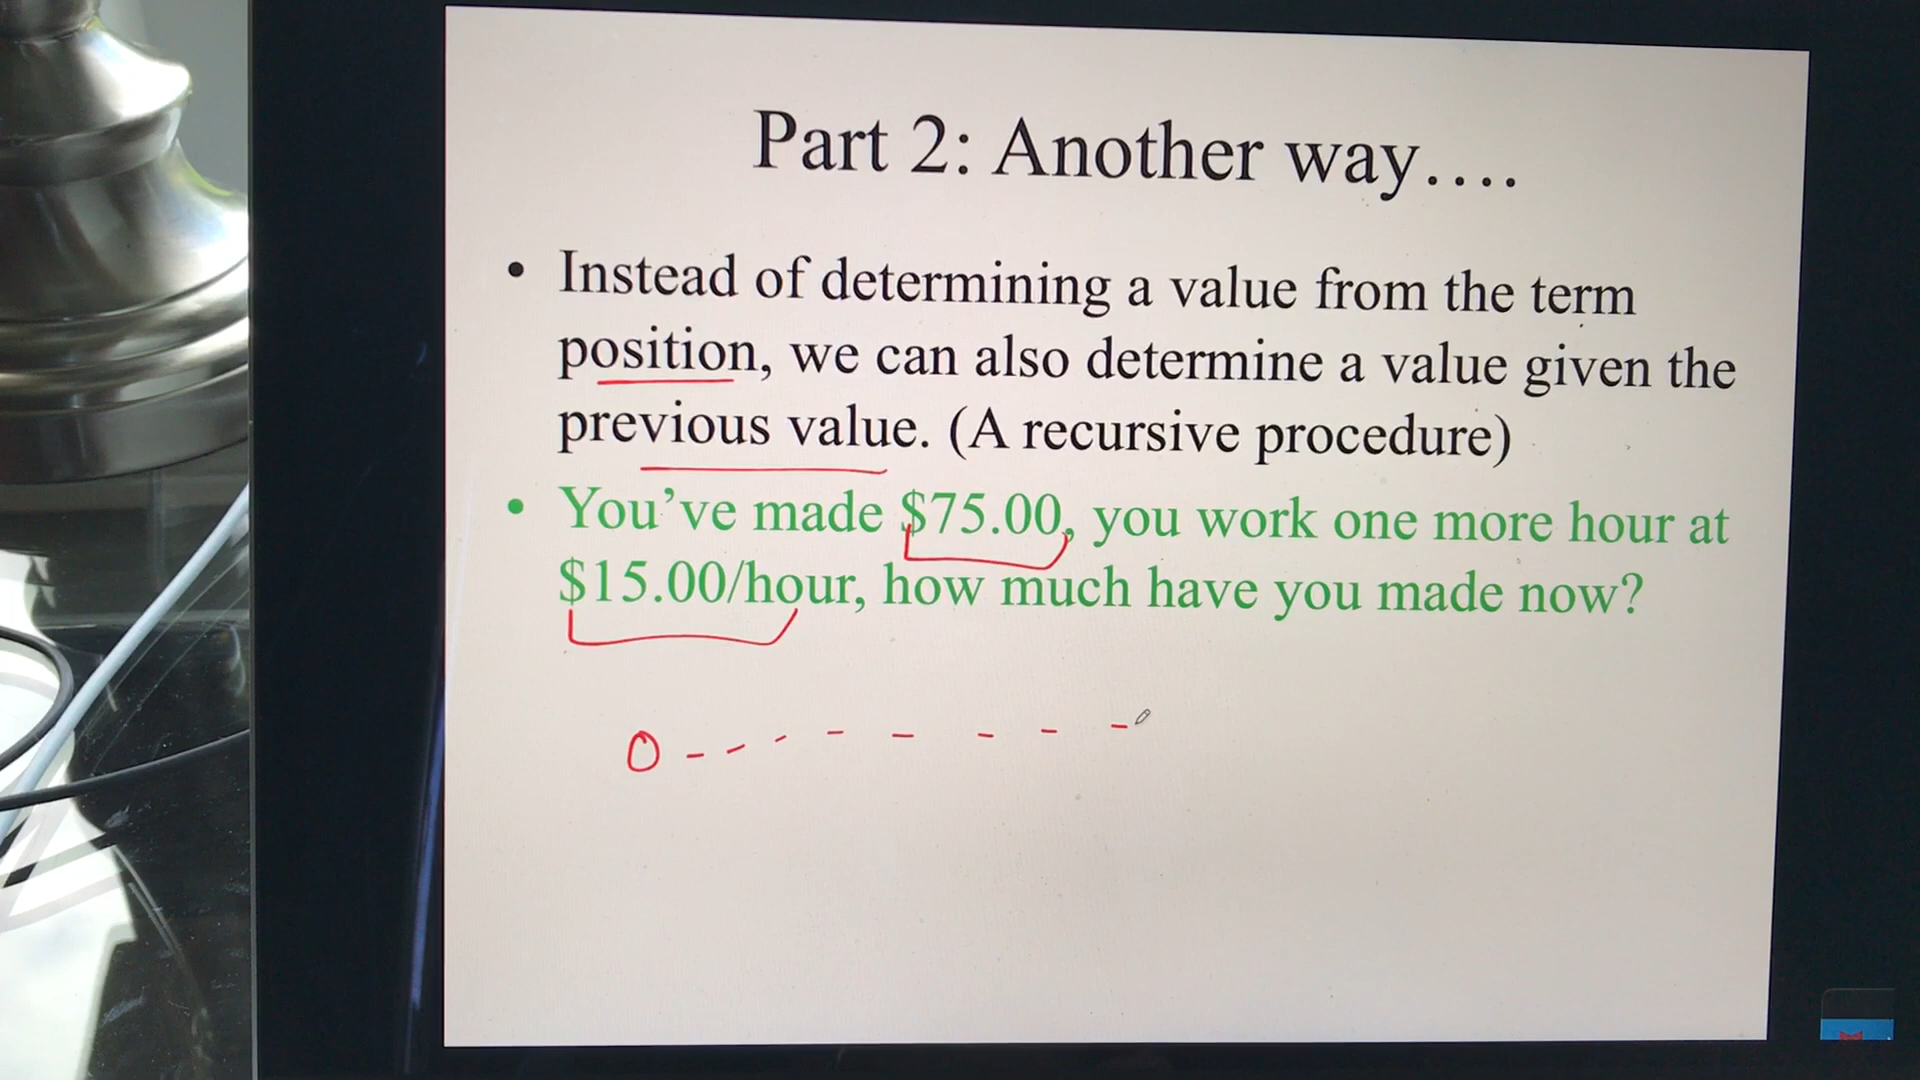 Part 2: Another way....
• Instead of determining a value from the term
position, we can also determine a value given the
previous value. (A recursive procedure)
• You've made $75.00, you work one more hour at
$15.00/hour, how much have you made now?
0 - - - - - - - -